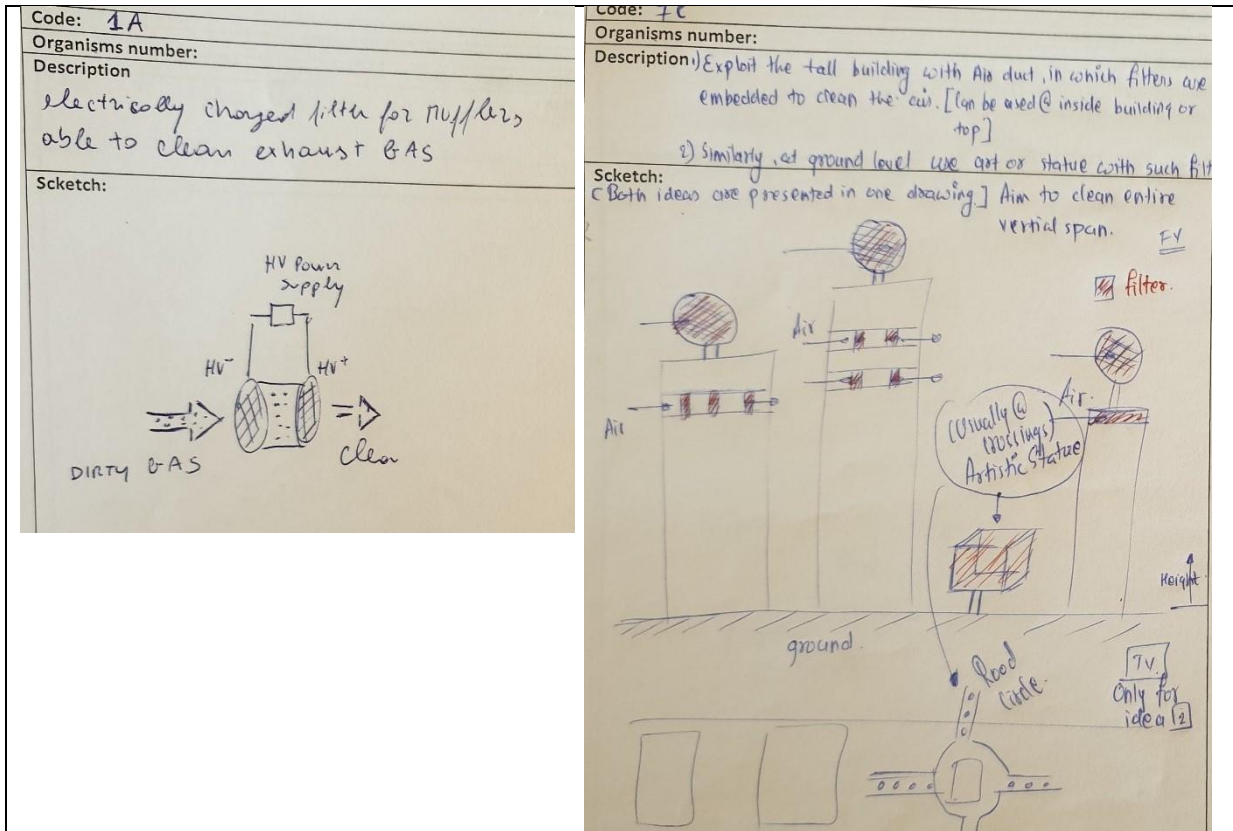 Code: 1A
Organisms number:
Description
electrically charged filter for mufflers
able to clean exhaust GAS
Scketch:
HV Power
supply
HV⁻
HV⁺
DIRTY GAS
Clean
Code: 7C
Organisms number:
Description 1) Exploit the tall building with Air duct, in which filters are
embedded to clean the air. [Can be used @ inside building or
top]
2) Similarly, at ground level use art or statue with such filt
Scketch:
[Both ideas are presented in one drawing.] Aim to clean entire
vertial span.
FV
filter.
Air
Air
Air.
(Usually @
crossings)
Artistic Statue
Height
ground.
Road
Circle.
TV.
Only for
idea 2